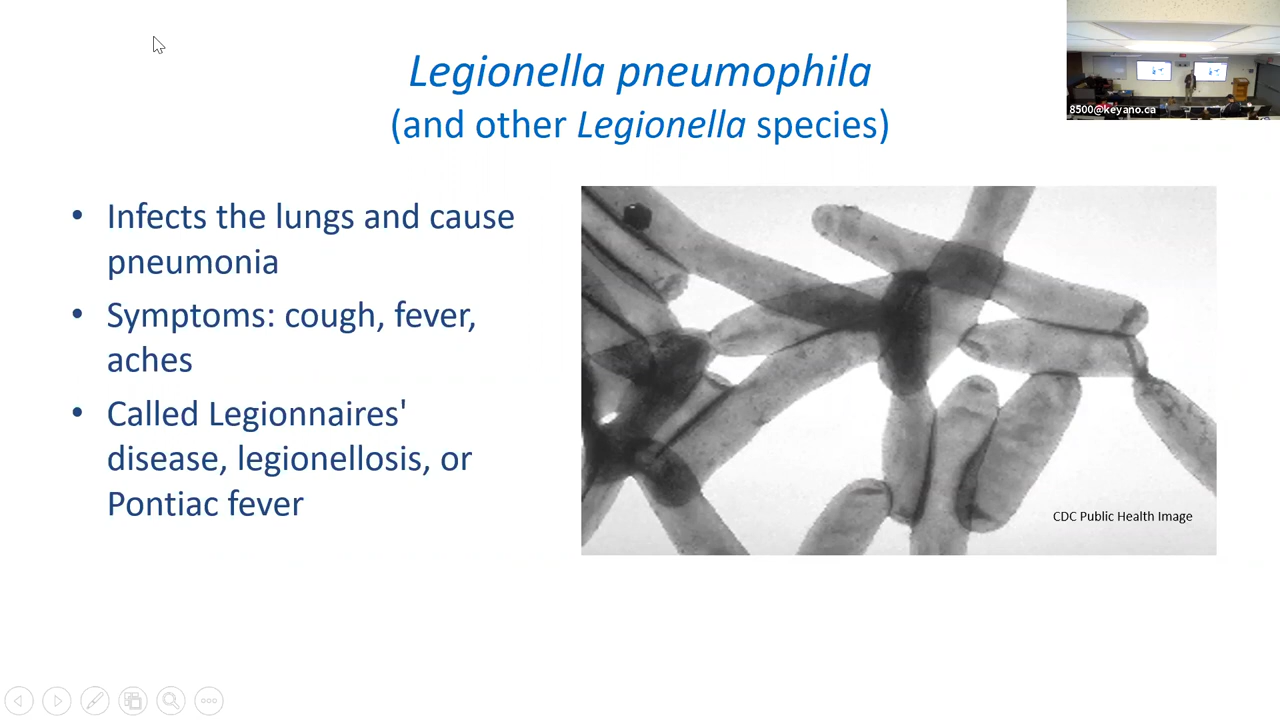 Legionella pneumophila
(and other Legionella species)
8500@keyano.ca
• Infects the lungs and cause
pneumonia
• Symptoms: cough, fever,
aches
• Called Legionnaires'
disease, legionellosis, or
Pontiac fever
CDC Public Health Image